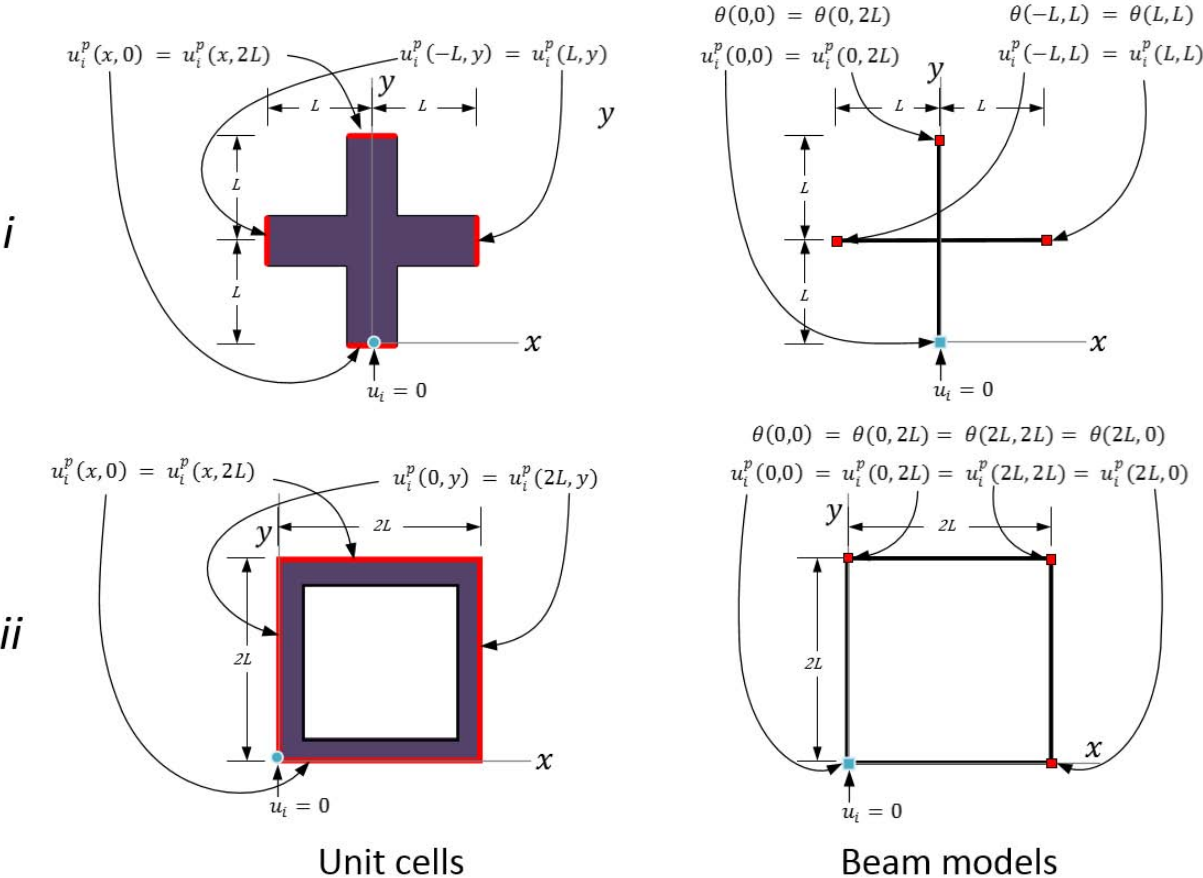 θ(0,0) = θ(0,2L) θ(−L,L) = θ(L,L)
u_i^p(x,0) = u_i^p(x,2L) u_i^p(−L,y) = u_i^p(L,y) u_i^p(0,0) = u_i^p(0,2L) u_i^p(−L,L) = u_i^p(L,L)
y y
L L y L L
L L
i
L L
x x
u_i = 0 u_i = 0
θ(0,0) = θ(0,2L) = θ(2L,2L) = θ(2L,0)
u_i^p(x,0) = u_i^p(x,2L) u_i^p(0,y) = u_i^p(2L,y) u_i^p(0,0) = u_i^p(0,2L) = u_i^p(2L,2L) = u_i^p(2L,0)
y 2L y 2L
ii
2L 2L
x x
u_i = 0 u_i = 0
Unit cells Beam models